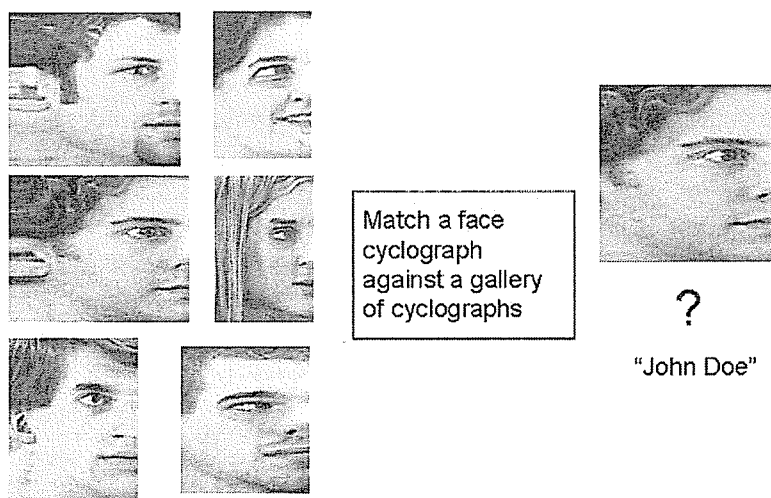 Match a face
cyclograph
against a gallery
of cyclographs
?
“John Doe”